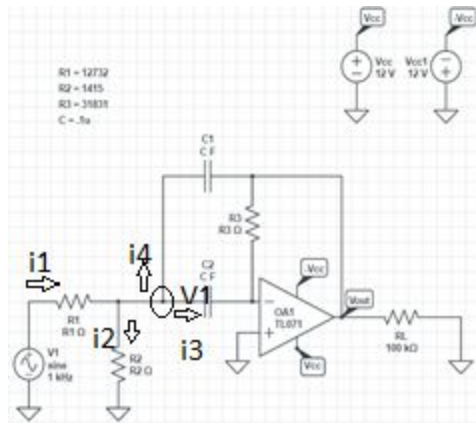 Vcc
-Vcc
Vcc
12 V
Vcc1
12 V
R1 = 12732
R2 = 1415
R3 = 31831
C = .1u
C1
C F
R3
R3 Ω
i4
i1
C2
C F
V1
-Vcc
OA1
TL071
Vout
R1
R1 Ω
i2
i3
Vcc
RL
100 kΩ
V1
sine
1 kHz
R2
R2 Ω